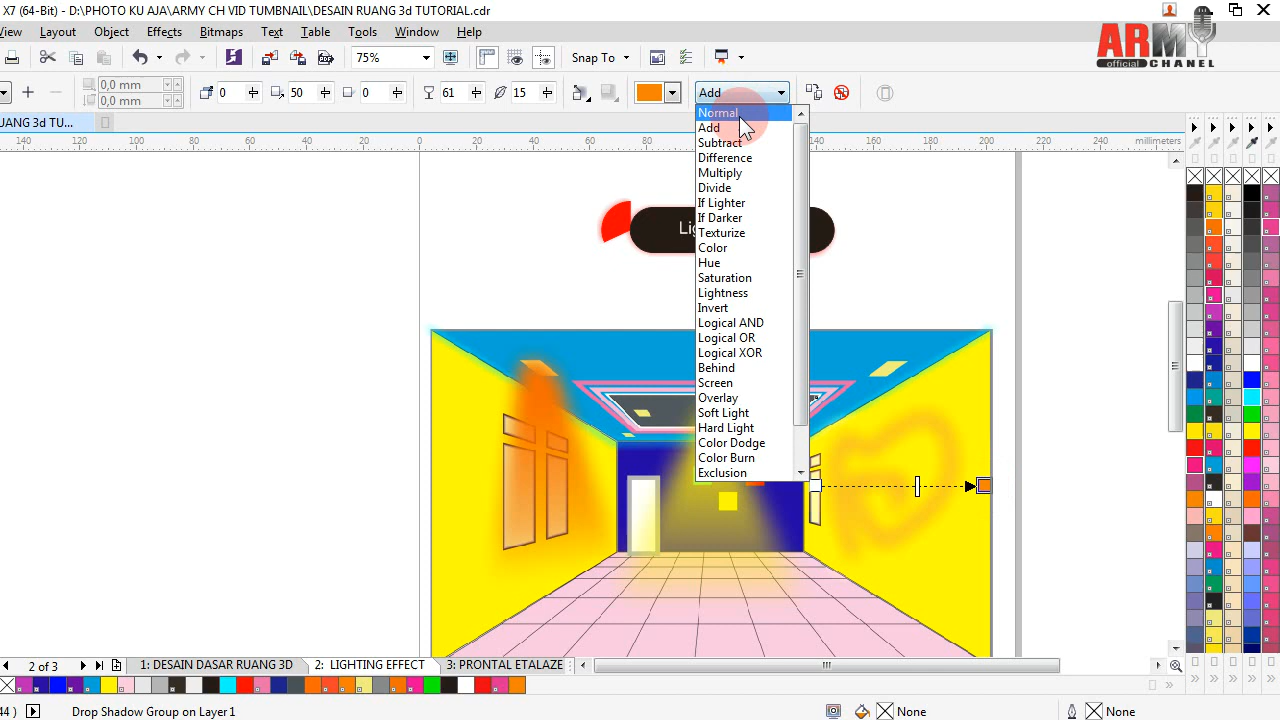 X7 (64-Bit) - D:\PHOTO KU AJA\ARMY CH VID TUMBNAIL\DESAIN RUANG 3d TUTORIAL.cdr
View Layout Object Effects Bitmaps Text Table Tools Window Help
ARMY
official CHANEL
75% Snap To
0,0 mm
0,0 mm
0 50 0 61 15 Add
UANG 3d TU...
140 120 100 80 60 40 20 0 20 40 60 80 140 160 180 200 220 240 260 millimeters
Normal
Add
Subtract
Difference
Multiply
Divide
If Lighter
If Darker
Texturize
Color
Hue
Saturation
Lightness
Invert
Logical AND
Logical OR
Logical XOR
Behind
Screen
Overlay
Soft Light
Hard Light
Color Dodge
Color Burn
Exclusion
2 of 3 1: DESAIN DASAR RUANG 3D 2: LIGHTING EFFECT 3: PRONTAL ETALAZE
44 ) Drop Shadow Group on Layer 1 None None